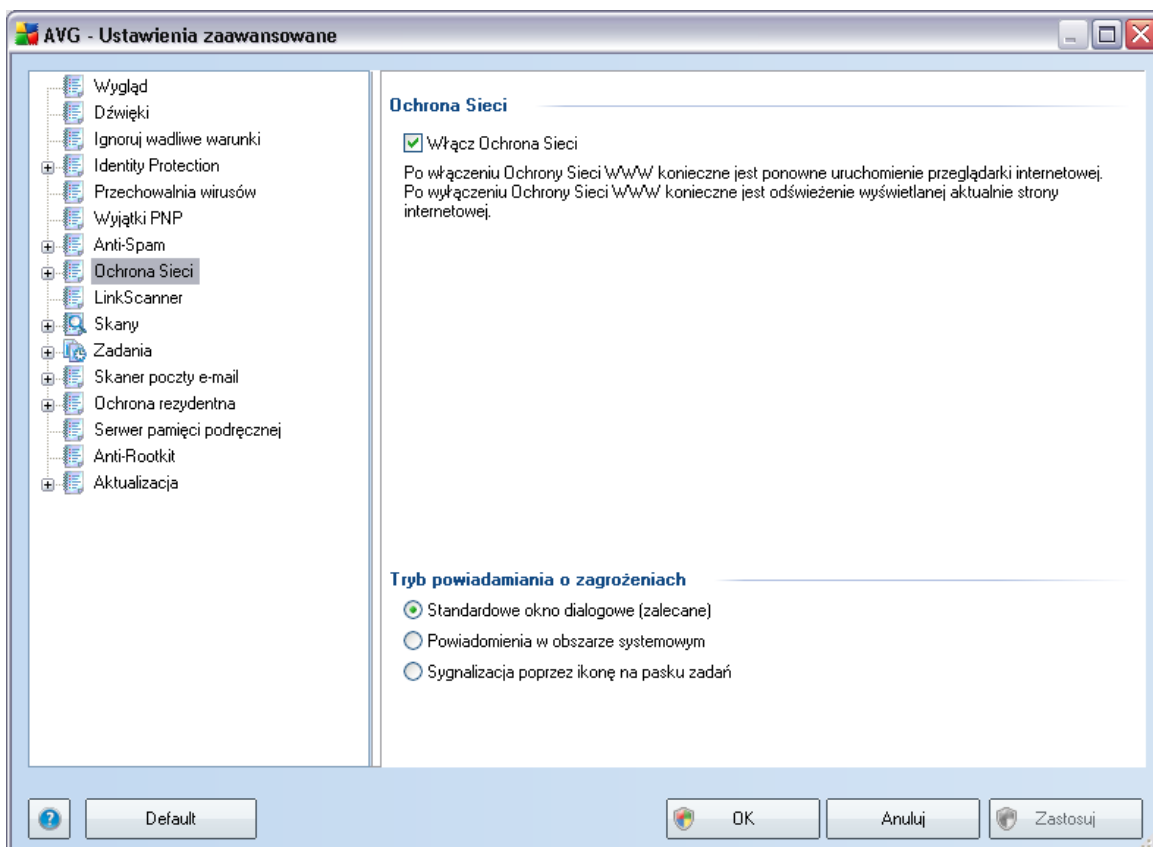 AVG - Ustawienia zaawansowane
Wygląd
Dźwięki
Ignoruj wadliwe warunki
Identity Protection
Przechowalnia wirusów
Wyjątki PNP
Anti-Spam
Ochrona Sieci
LinkScanner
Skany
Zadania
Skaner poczty e-mail
Ochrona rezydentna
Serwer pamięci podręcznej
Anti-Rootkit
Aktualizacja
Ochrona Sieci
Włącz Ochrona Sieci
Po włączeniu Ochrony Sieci WWW konieczne jest ponowne uruchomienie przeglądarki internetowej.
Po wyłączeniu Ochrony Sieci WWW konieczne jest odświeżenie wyświetlanej aktualnie strony
internetowej.
Tryb powiadamiania o zagrożeniach
Standardowe okno dialogowe (zalecane)
Powiadomienia w obszarze systemowym
Sygnalizacja poprzez ikonę na pasku zadań
Default
OK
Anuluj
Zastosuj